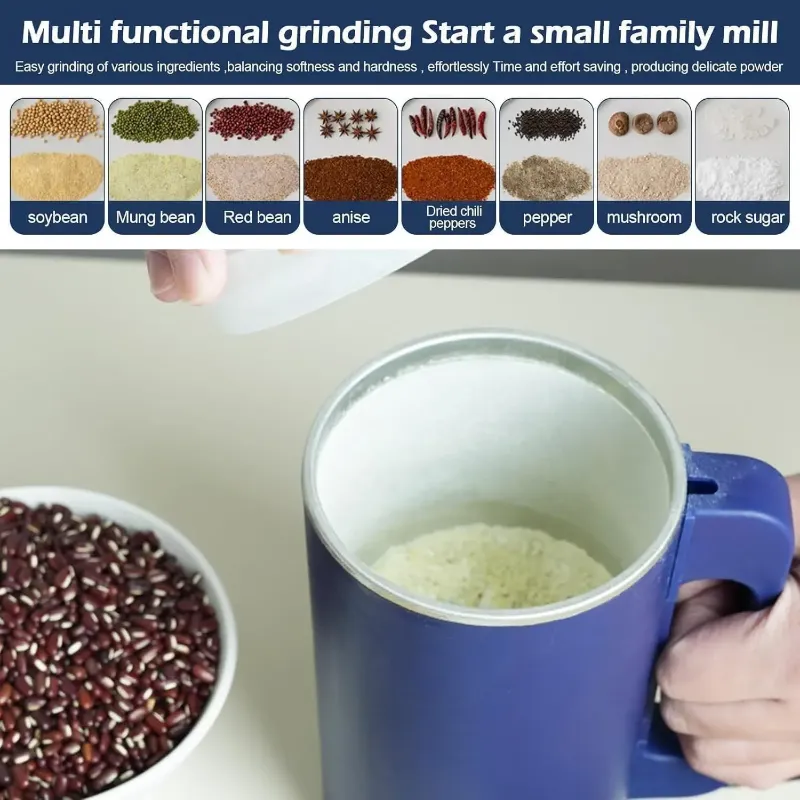 Multi functional grinding Start a small family mill
Easy grinding of various ingredients ,balancing softness and hardness , effortlessly Time and effort saving , producing delicate powder
soybean
Mung bean
Red bean
anise
Dried chili
peppers
pepper
mushroom
rock sugar